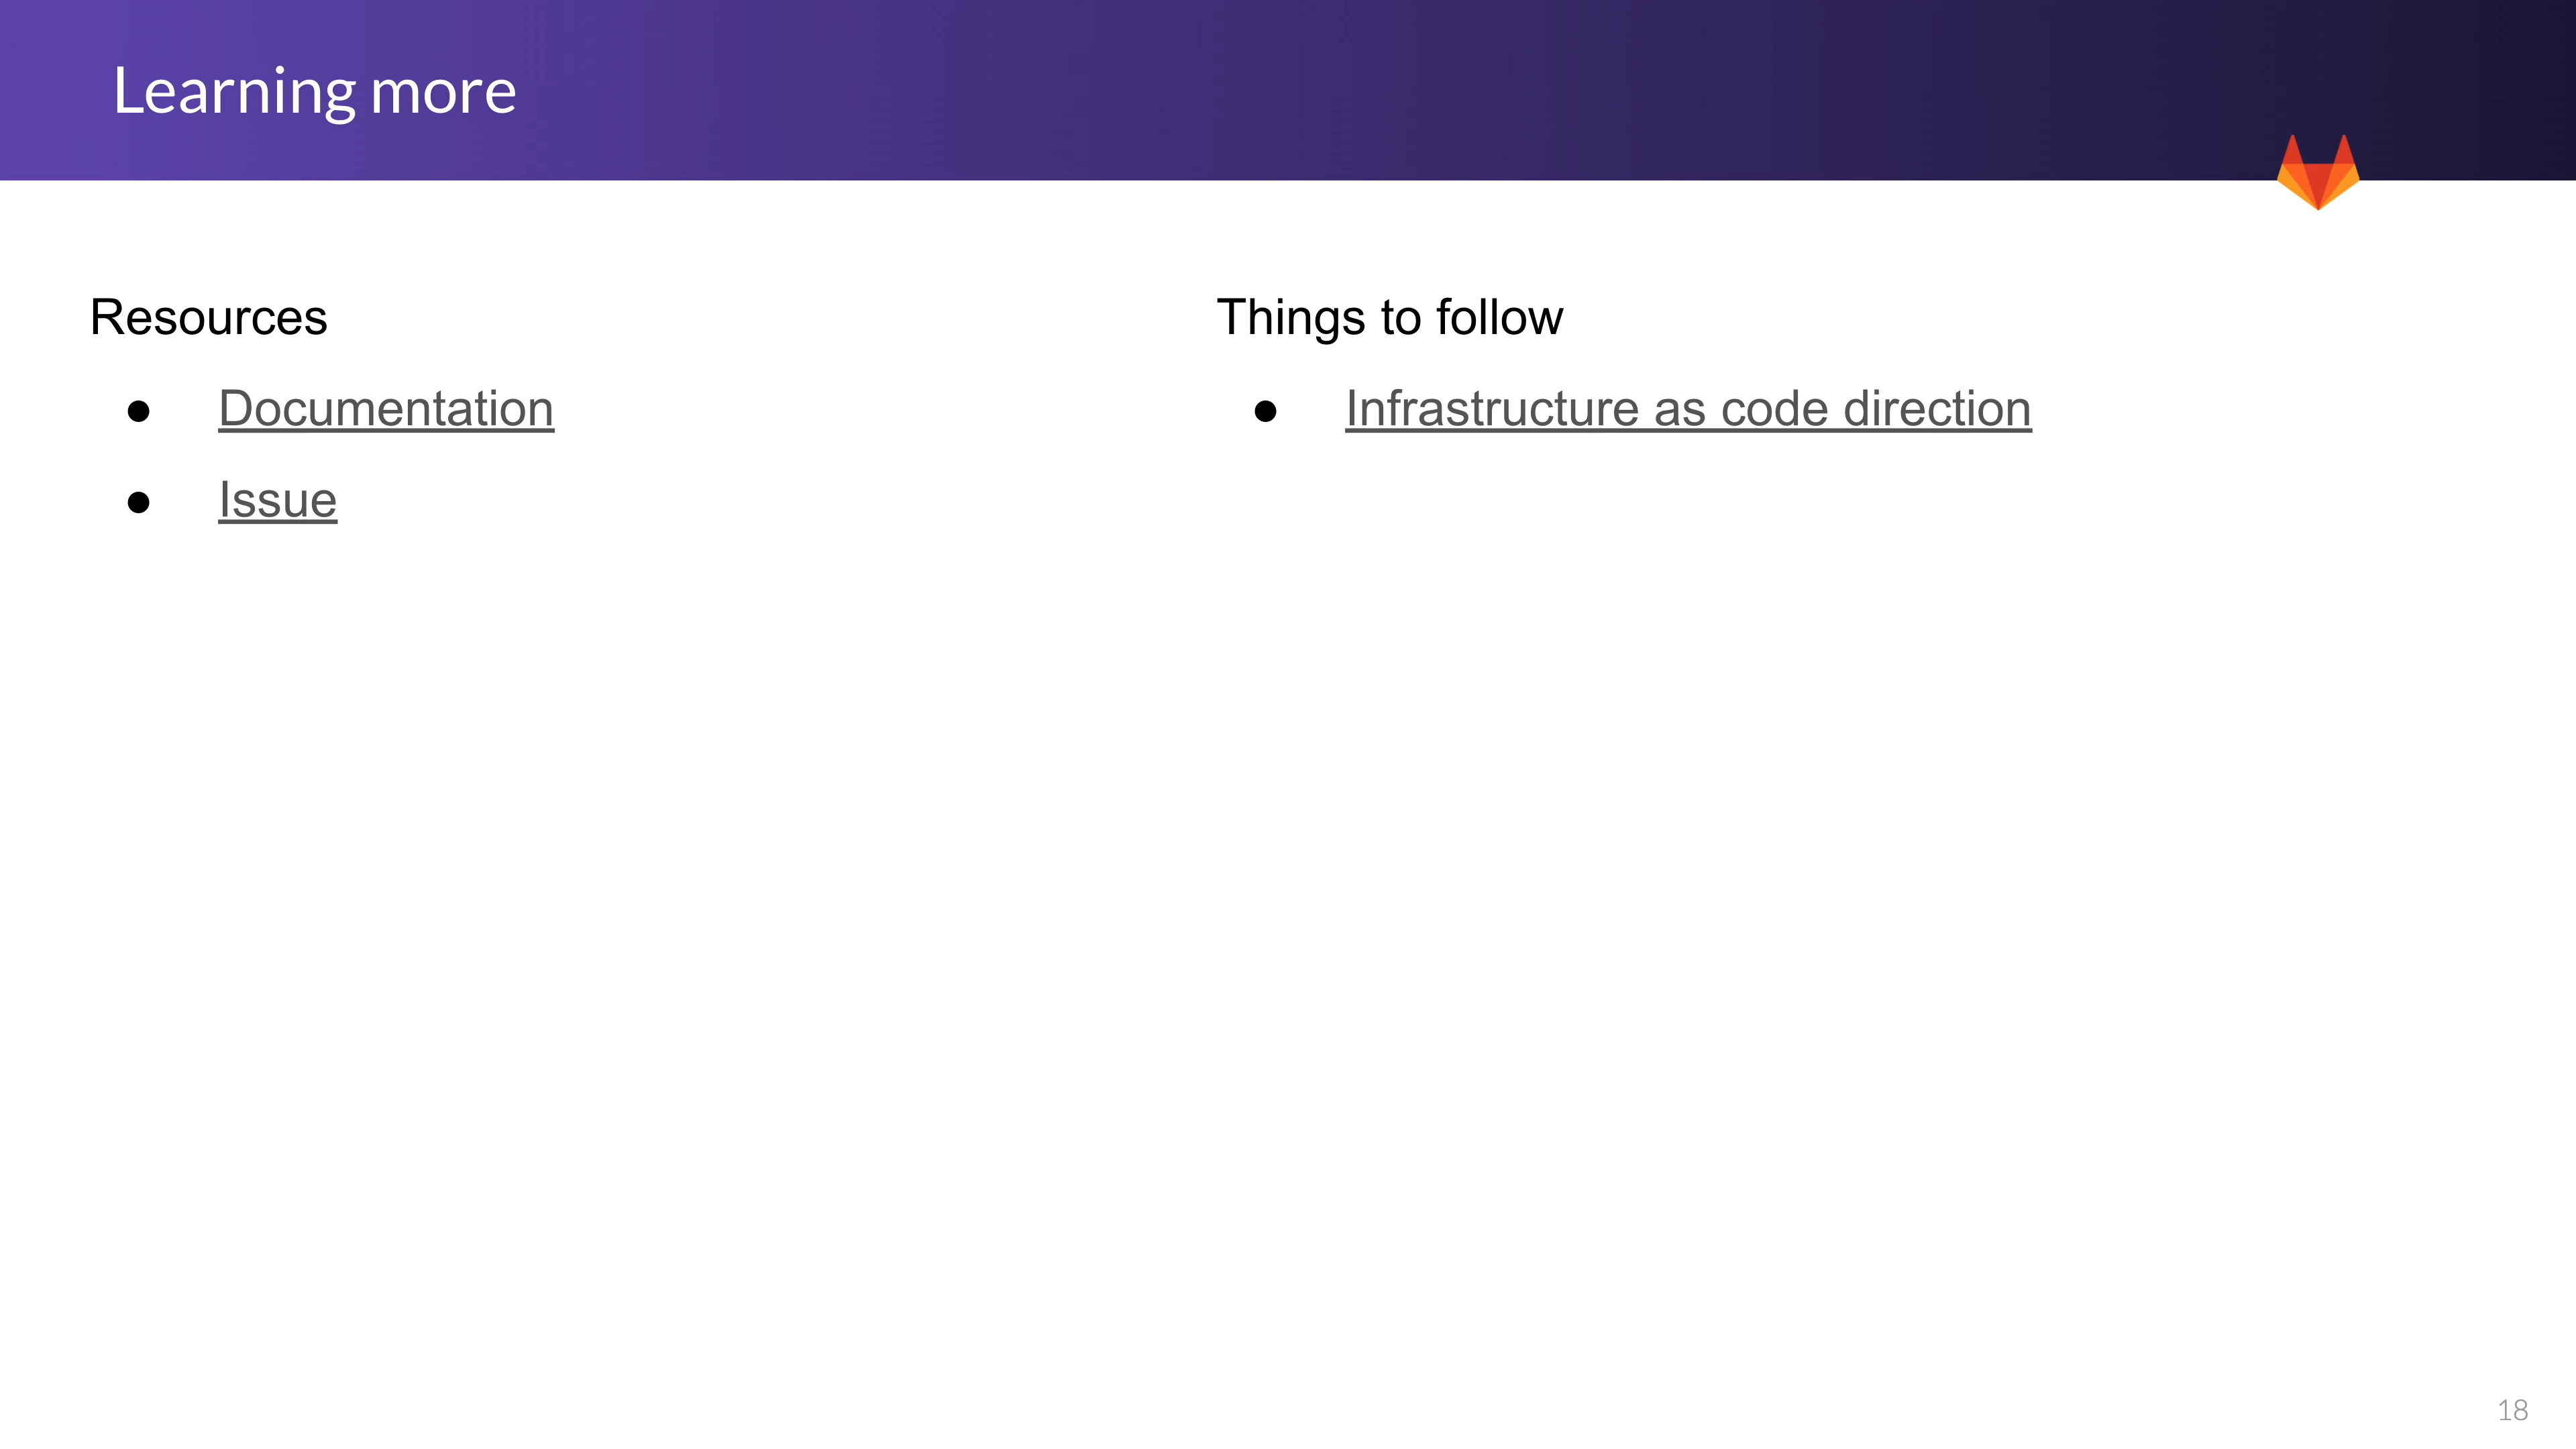 Learning more
Resources
● Documentation
● Issue
Things to follow
● Infrastructure as code direction
18